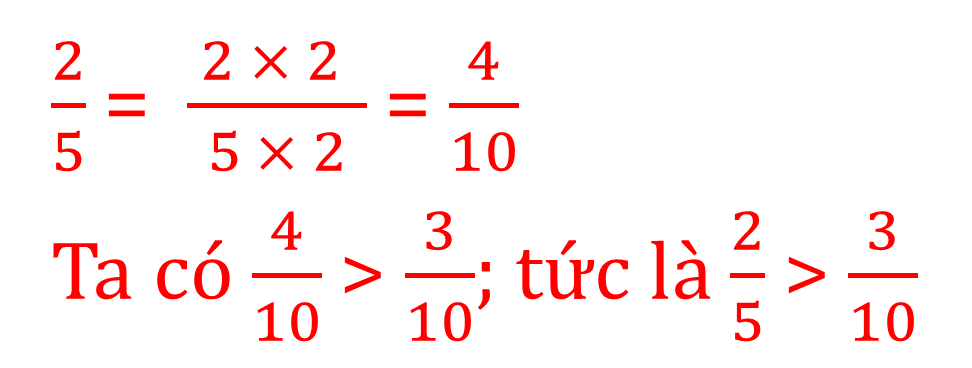 2/5 = (2 × 2)/(5 × 2) = 4/10
Ta có 4/10 > 3/10; tức là 2/5 > 3/10